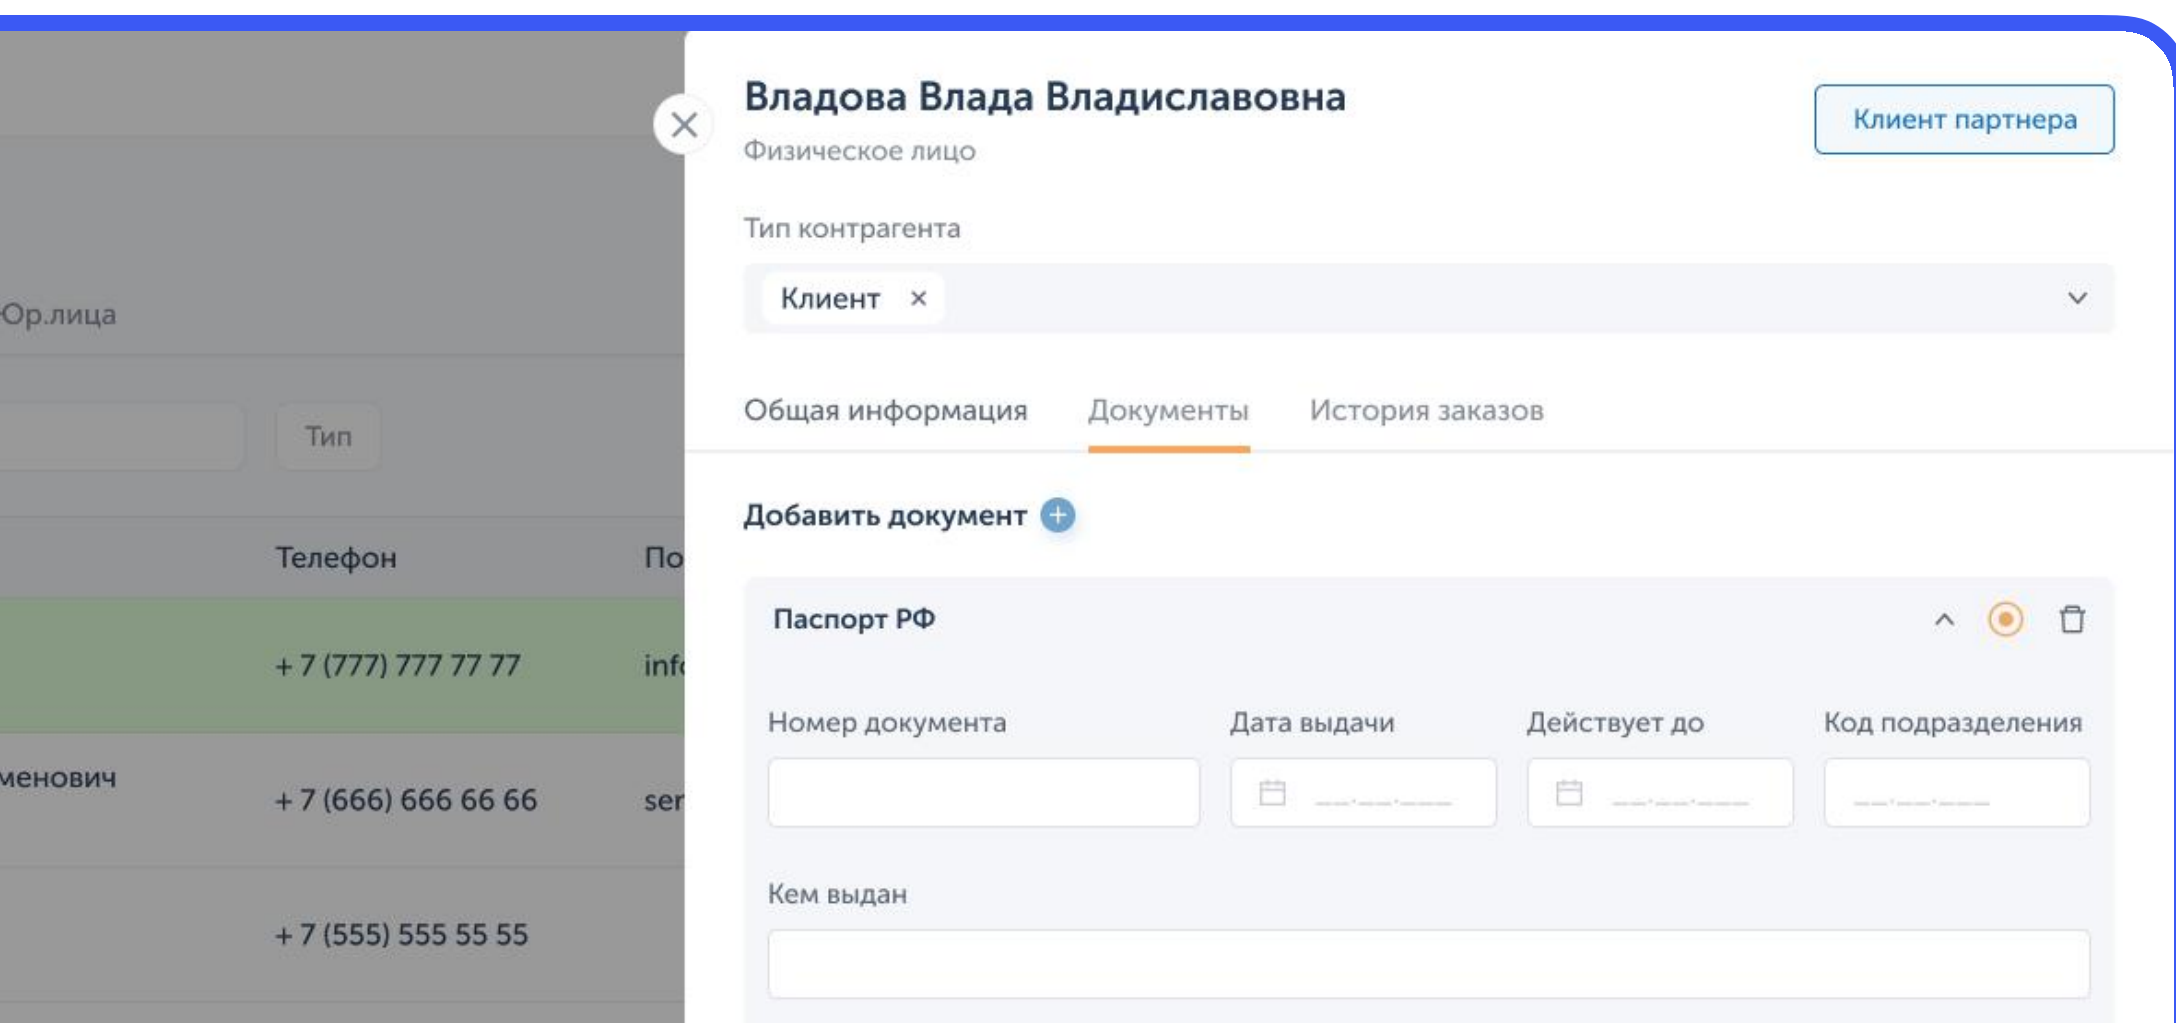 Владова Влада Владиславовна
Клиент партнера
Физическое лицо
Тип контрагента
Клиент
Юр.лица
Общая информация Документы История заказов
Тип
Добавить документ
Телефон
Паспорт РФ
+ 7 (777) 777 77 77
Номер документа Дата выдачи Действует до Код подразделения
+ 7 (666) 666 66 66
Кем выдан
+ 7 (555) 555 55 55